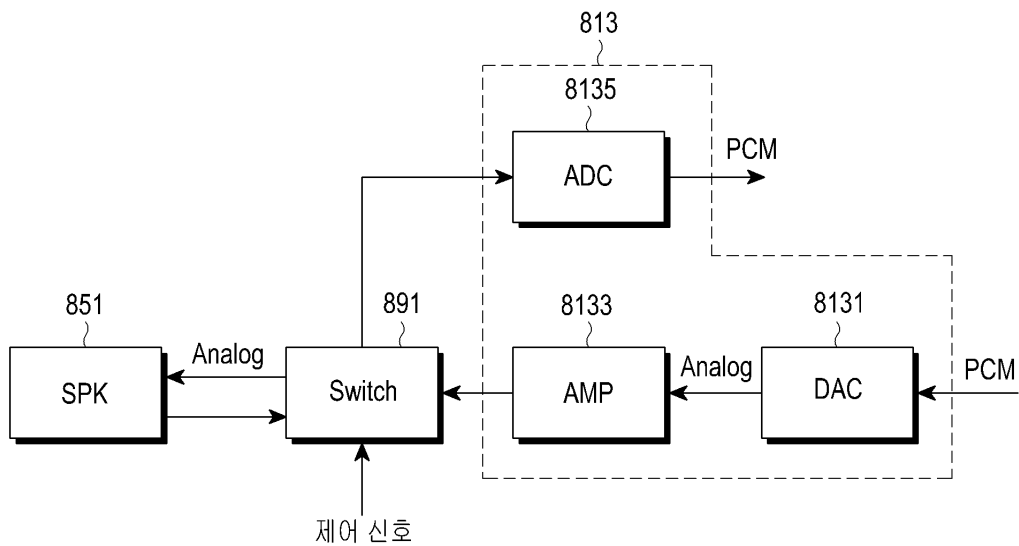 813
8135
ADC
PCM
851
891
8133
8131
SPK
Analog
Switch
AMP
Analog
DAC
PCM
제어 신호